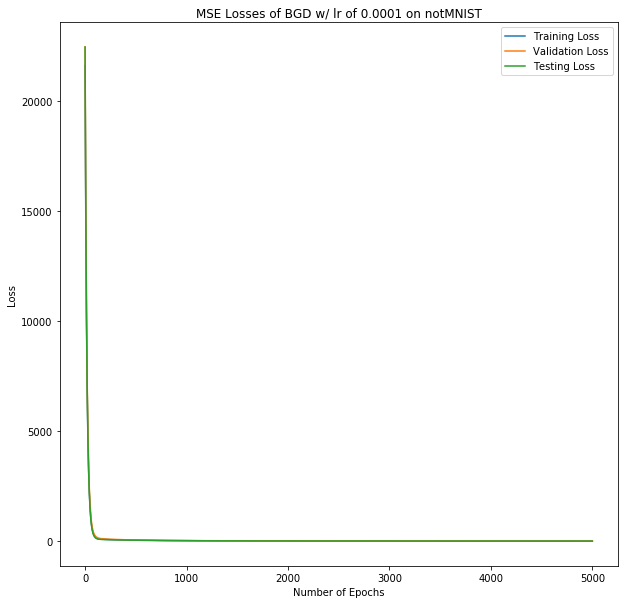 MSE Losses of BGD w/ lr of 0.0001 on notMNIST
Training Loss
Validation Loss
Testing Loss
20000
15000
10000
5000
0
Loss
0 1000 2000 3000 4000 5000
Number of Epochs